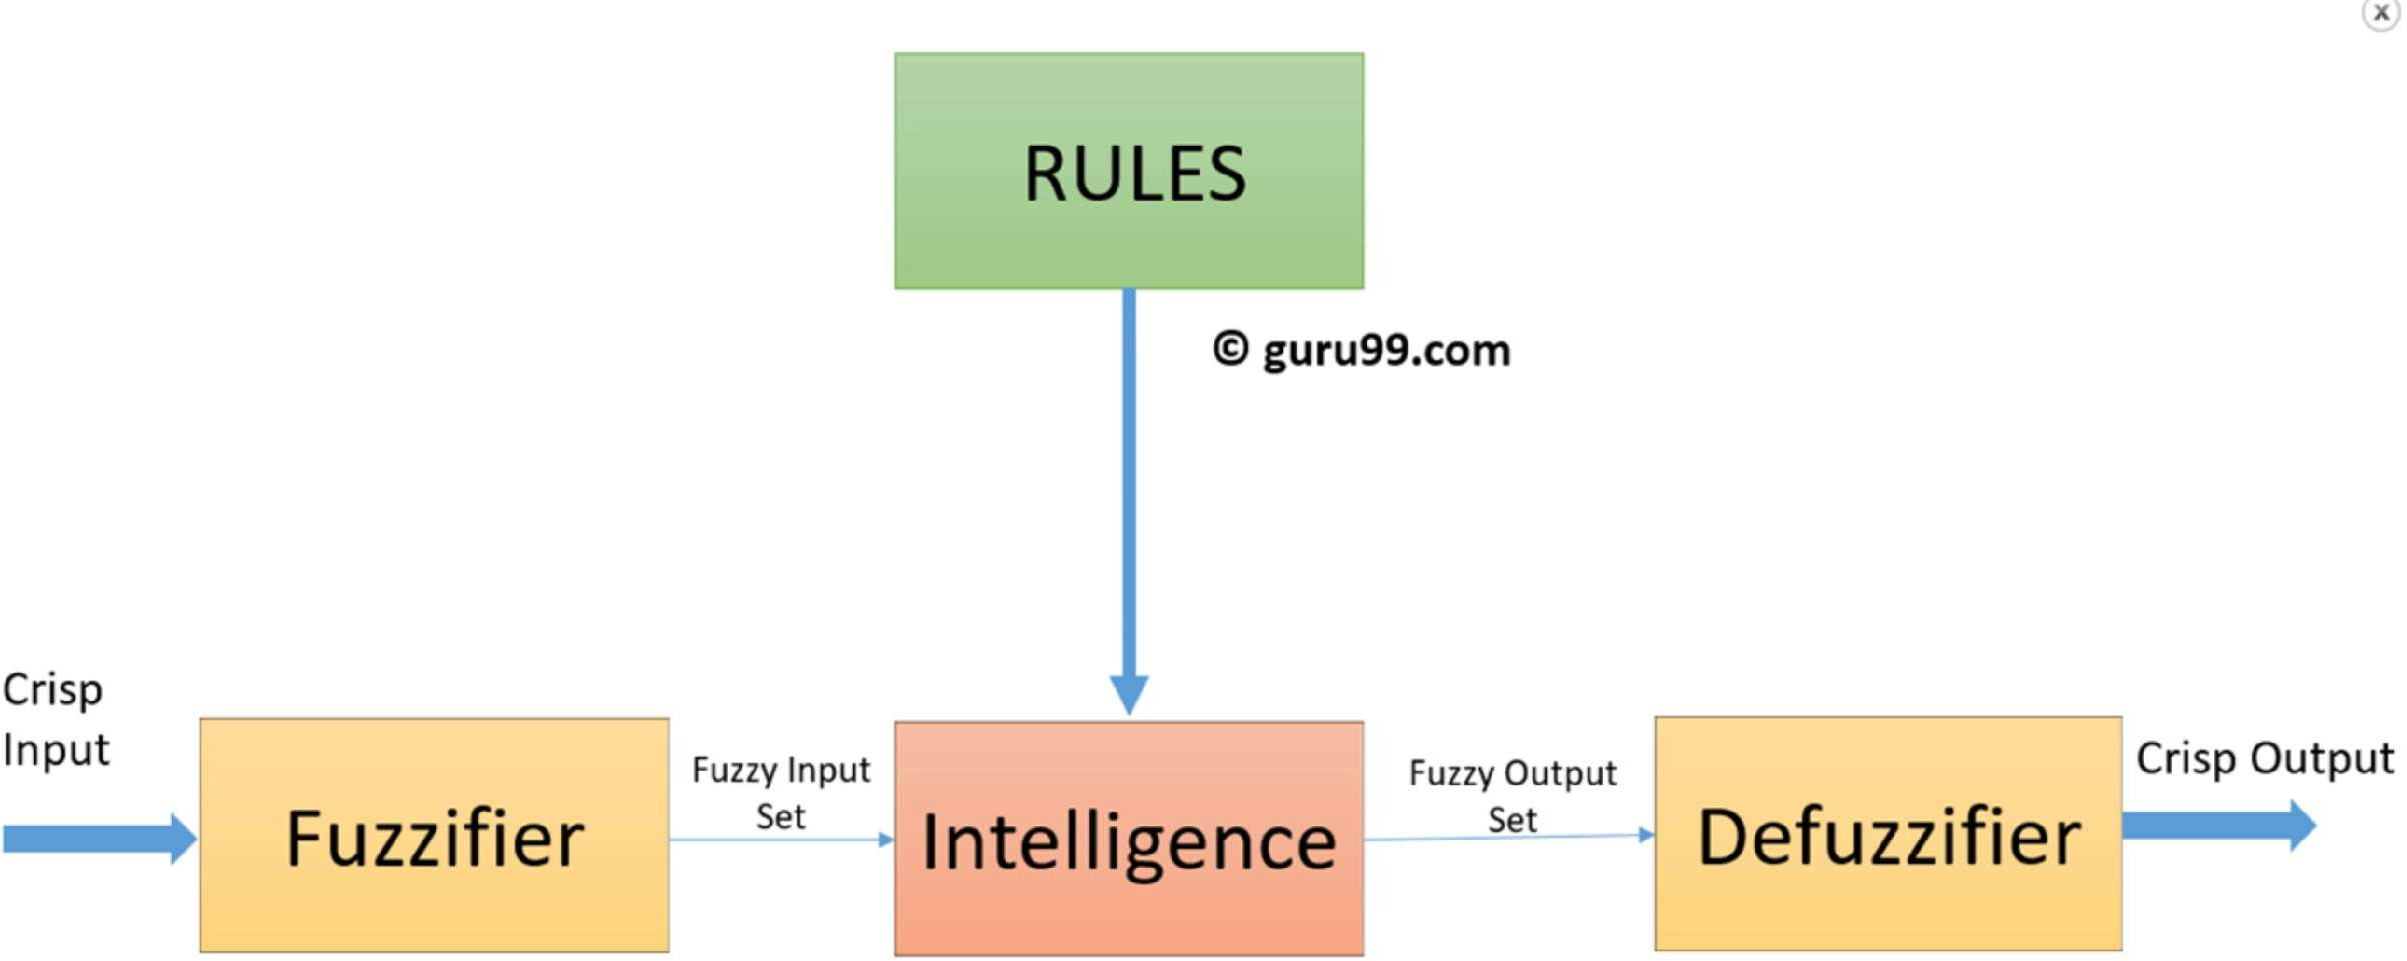 x
RULES
© guru99.com
Crisp
Input
Fuzzifier
Fuzzy Input
Set
Intelligence
Fuzzy Output
Set
Defuzzifier
Crisp Output